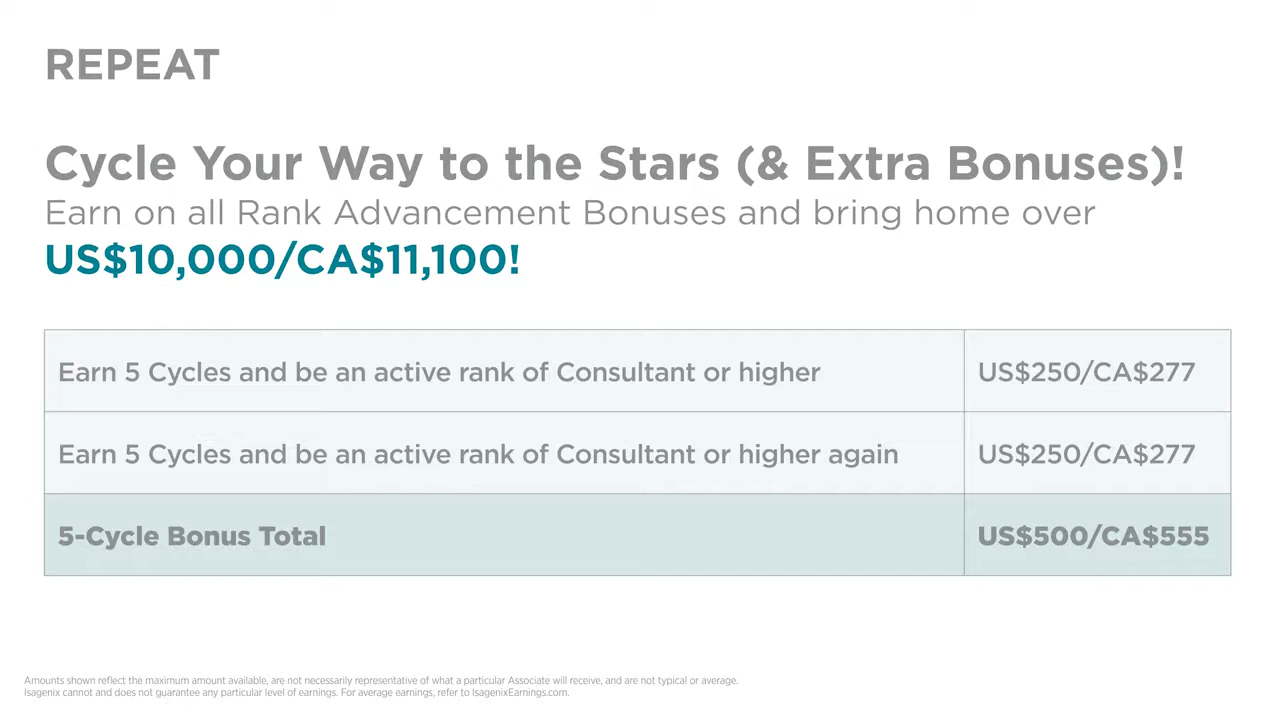 REPEAT
Cycle Your Way to the Stars (& Extra Bonuses)!
Earn on all Rank Advancement Bonuses and bring home over
US$10,000/CA$11,100!
Earn 5 Cycles and be an active rank of Consultant or higher US$250/CA$277
Earn 5 Cycles and be an active rank of Consultant or higher again US$250/CA$277
5-Cycle Bonus Total US$500/CA$555
Amounts shown reflect the maximum amount available, are not necessarily representative of what a particular Associate will receive, and are not typical or average.
Isagenix cannot and does not guarantee any particular level of earnings. For average earnings, refer to IsagenixEarnings.com.